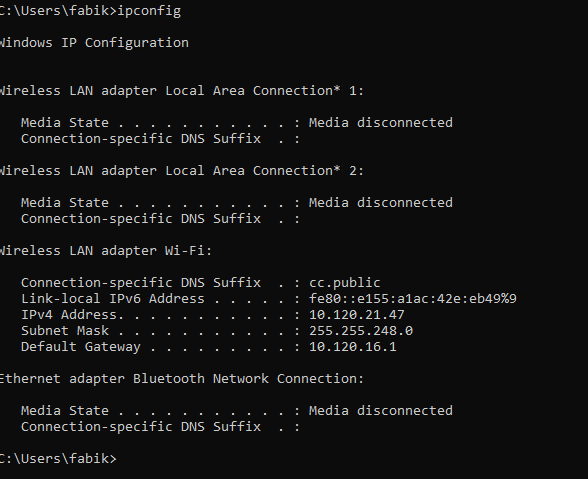 C:\Users\fabik>ipconfig
Windows IP Configuration
Wireless LAN adapter Local Area Connection* 1:
Media State . . . . . . . . . . . : Media disconnected
Connection-specific DNS Suffix  . :
Wireless LAN adapter Local Area Connection* 2:
Media State . . . . . . . . . . . : Media disconnected
Connection-specific DNS Suffix  . :
Wireless LAN adapter Wi-Fi:
Connection-specific DNS Suffix  . : cc.public
Link-local IPv6 Address . . . . . : fe80::e155:a1ac:42e:eb49%9
IPv4 Address. . . . . . . . . . . : 10.120.21.47
Subnet Mask . . . . . . . . . . . : 255.255.248.0
Default Gateway . . . . . . . . . : 10.120.16.1
Ethernet adapter Bluetooth Network Connection:
Media State . . . . . . . . . . . : Media disconnected
Connection-specific DNS Suffix  . :
C:\Users\fabik>